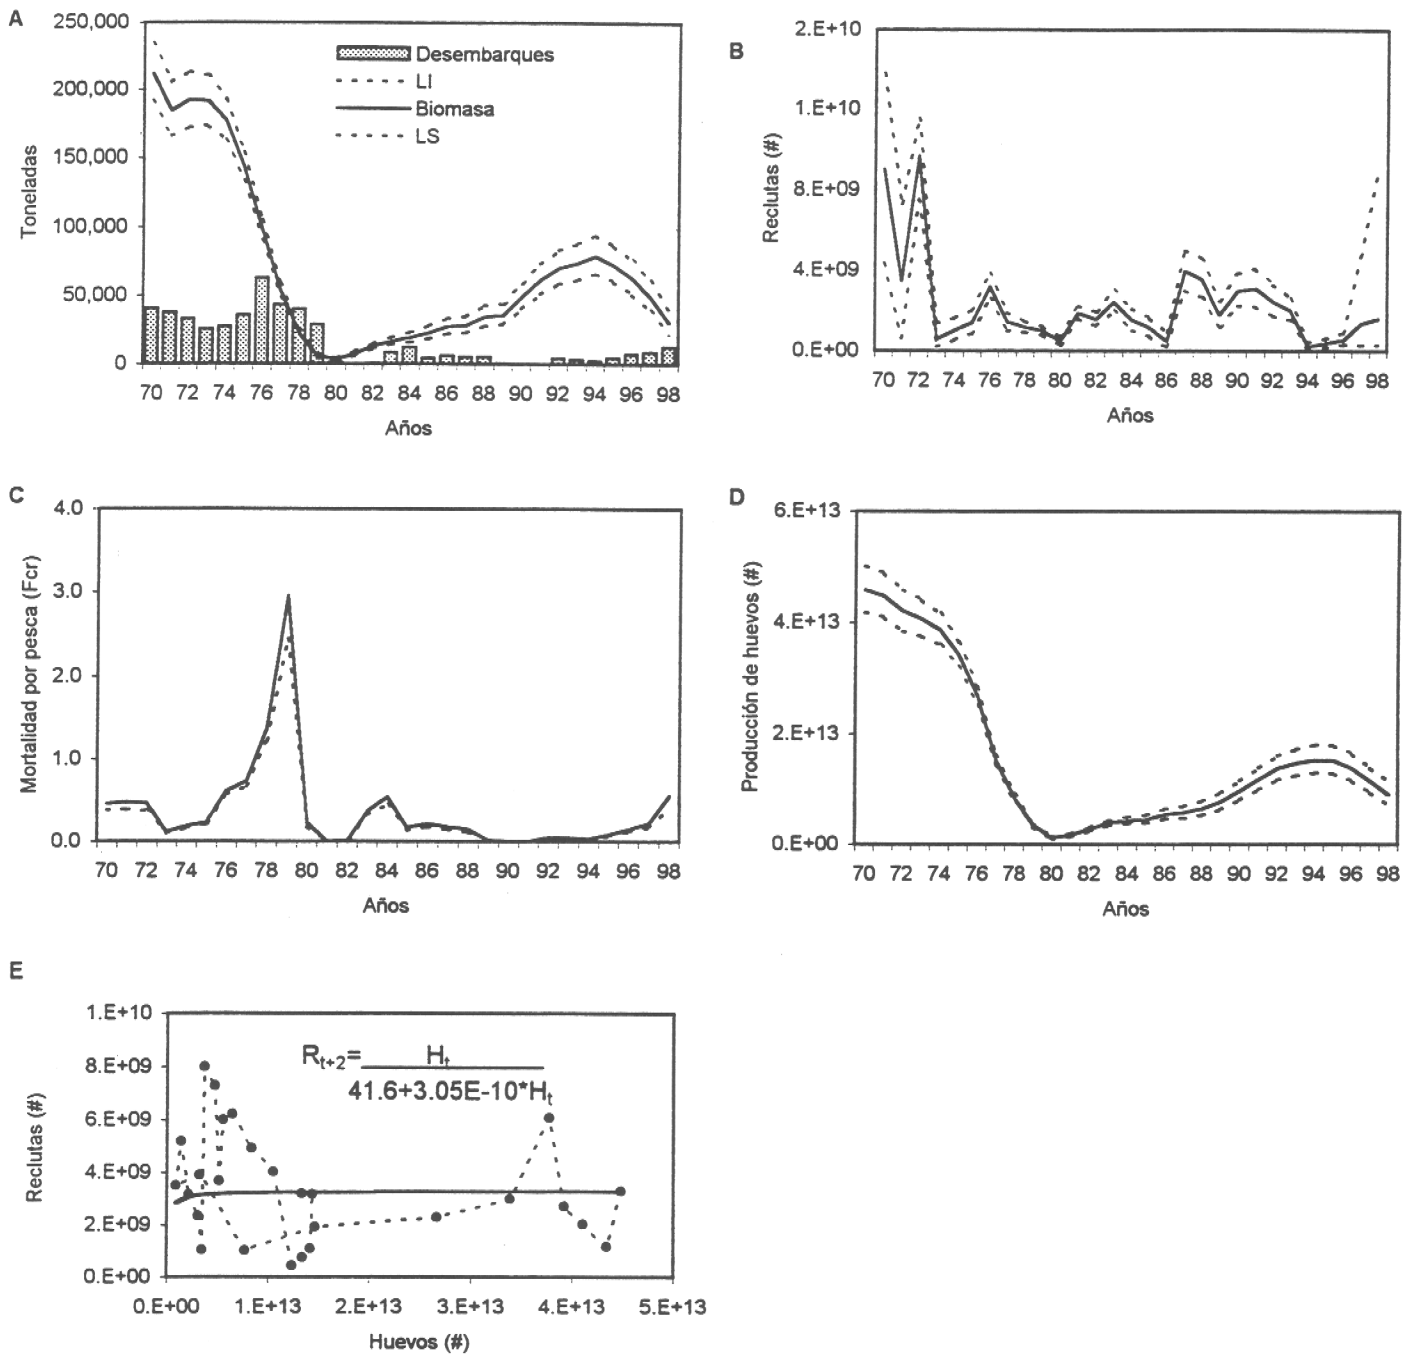 A
250,000
200,000
150,000
100,000
50,000
0
Toneladas
Desembarques
LI
Biomasa
LS
70 72 74 76 78 80 82 84 86 88 90 92 94 96 98
Años
B
2.E+10
1.E+10
8.E+09
4.E+09
0.E+00
Reclutas (#)
70 72 74 76 78 80 82 84 86 88 90 92 94 96 98
Años
C
4.0
3.0
2.0
1.0
0.0
Mortalidad por pesca (Fcr)
70 72 74 76 78 80 82 84 86 88 90 92 94 96 98
Años
D
6.E+13
4.E+13
2.E+13
0.E+00
Producción de huevos (#)
70 72 74 76 78 80 82 84 86 88 90 92 94 96 98
Años
E
1.E+10
8.E+09
6.E+09
4.E+09
2.E+09
0.E+00
Reclutas (#)
Rt+2= Ht
41.6+3.05E-10*Ht
0.E+00 1.E+13 2.E+13 3.E+13 4.E+13 5.E+13
Huevos (#)